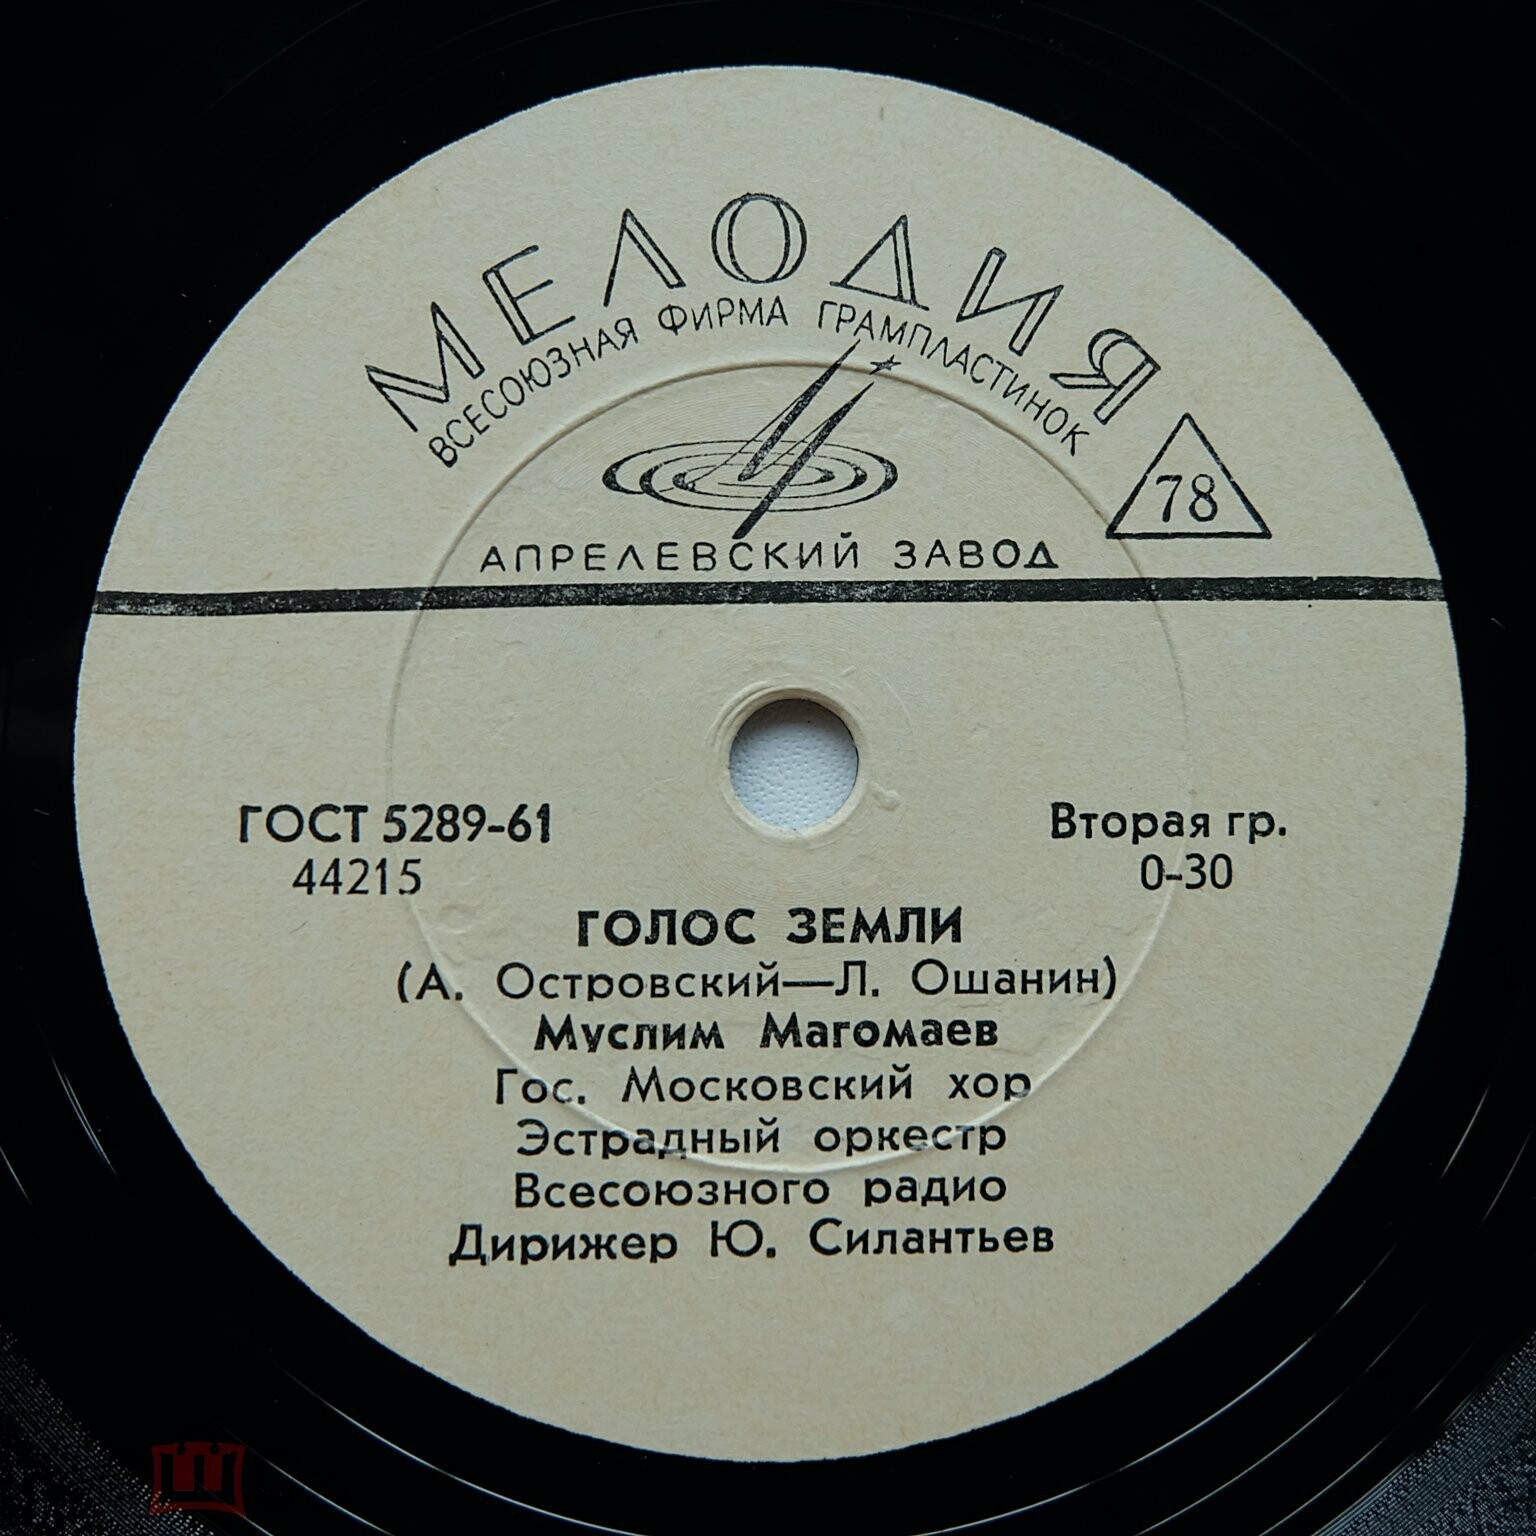 МЕЛОДИЯ
ВСЕСОЮЗНАЯ ФИРМА ГРАМПЛАСТИНОК
78
АПРЕЛЕВСКИЙ ЗАВОД
ГОСТ 5289-61
Вторая гр.
44215
0-30
ГОЛОС ЗЕМЛИ
(А. Островский—Л. Ошанин)
Муслим Магомаев
Гос. Московский хор
Эстрадный оркестр
Всесоюзного радио
Дирижер Ю. Силантьев